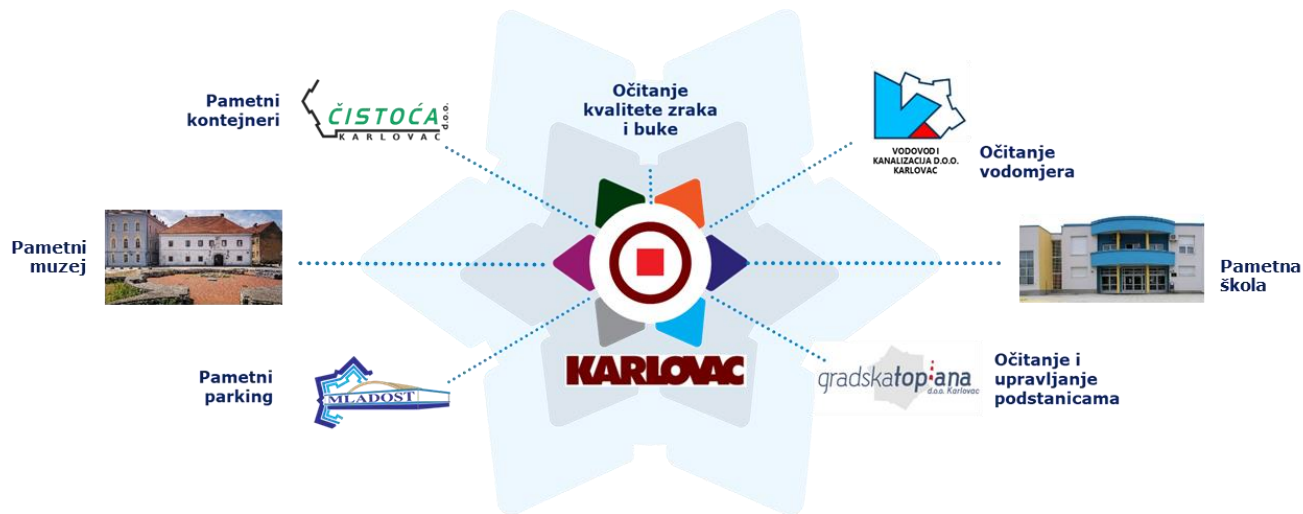 Pametni
kontejneri
ČISTOĆA
d.o.o.
KARLOVAC
Očitanje
kvalitete zraka
i buke
VODOVOD I
KANALIZACIJA D.O.O.
KARLOVAC
Očitanje
vodomjera
Pametni
muzej
Pametna
škola
Pametni
parking
MLADOST
KARLOVAC
gradskatoplana
d.o.o. Karlovac
Očitanje i
upravljanje
podstanicama